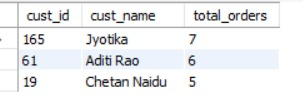 cust_id cust_name total_orders
165 Jyotika 7
61 Aditi Rao 6
19 Chetan Naidu 5